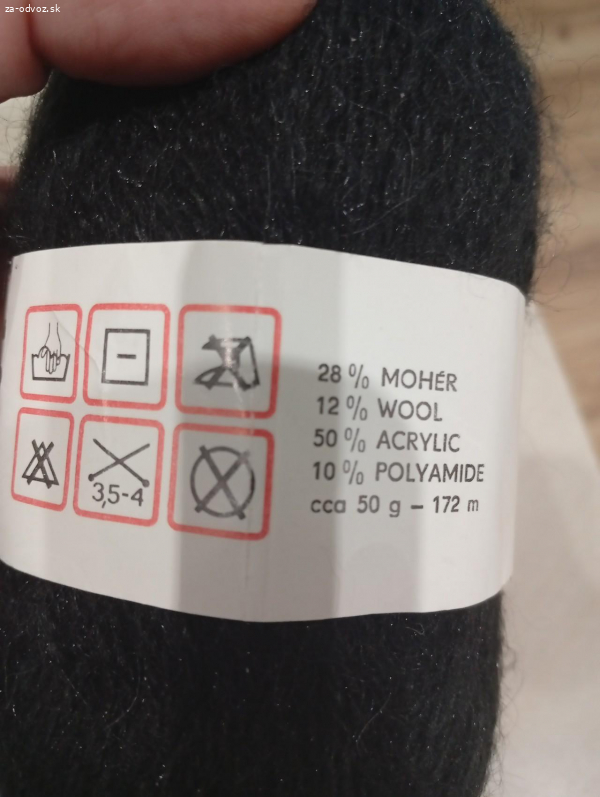 za-odvoz.sk
28 % MOHÉR
12 % WOOL
50 % ACRYLIC
10 % POLYAMIDE
cca 50 g – 172 m
3,5-4